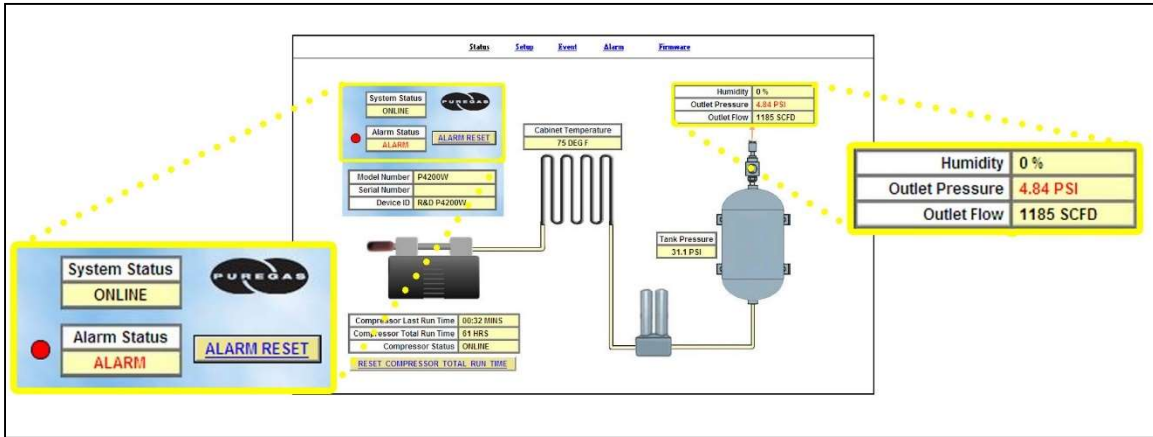 Status Setup Event Alarm Firmware
System Status
ONLINE
PUREGAS
Alarm Status
ALARM
ALARM RESET
Model Number P4200W
Serial Number
Device ID R&D P4200W
Cabinet Temperature
75 DEG F
Humidity 0 %
Outlet Pressure 4.84 PSI
Outlet Flow 1185 SCFD
Tank Pressure
31.1 PSI
Compressor Last Run Time 00:32 MINS
Compressor Total Run Time 61 HRS
Compressor Status ONLINE
RESET COMPRESSOR TOTAL RUN TIME
System Status
ONLINE
PUREGAS
Alarm Status
ALARM
ALARM RESET
Humidity 0 %
Outlet Pressure 4.84 PSI
Outlet Flow 1185 SCFD